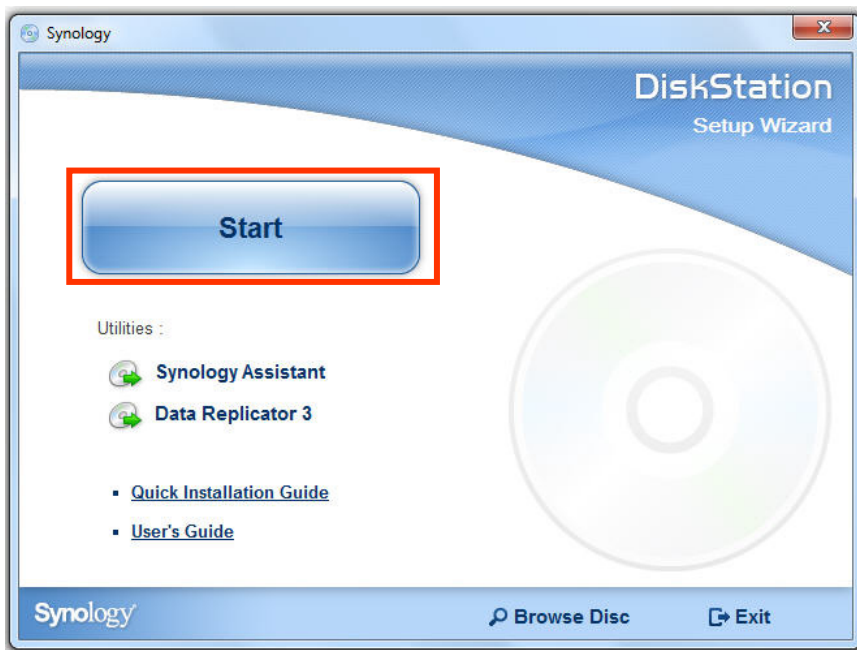 Synology
DiskStation
Setup Wizard
Start
Utilities :
Synology Assistant
Data Replicator 3
Quick Installation Guide
User's Guide
Synology
Browse Disc
Exit